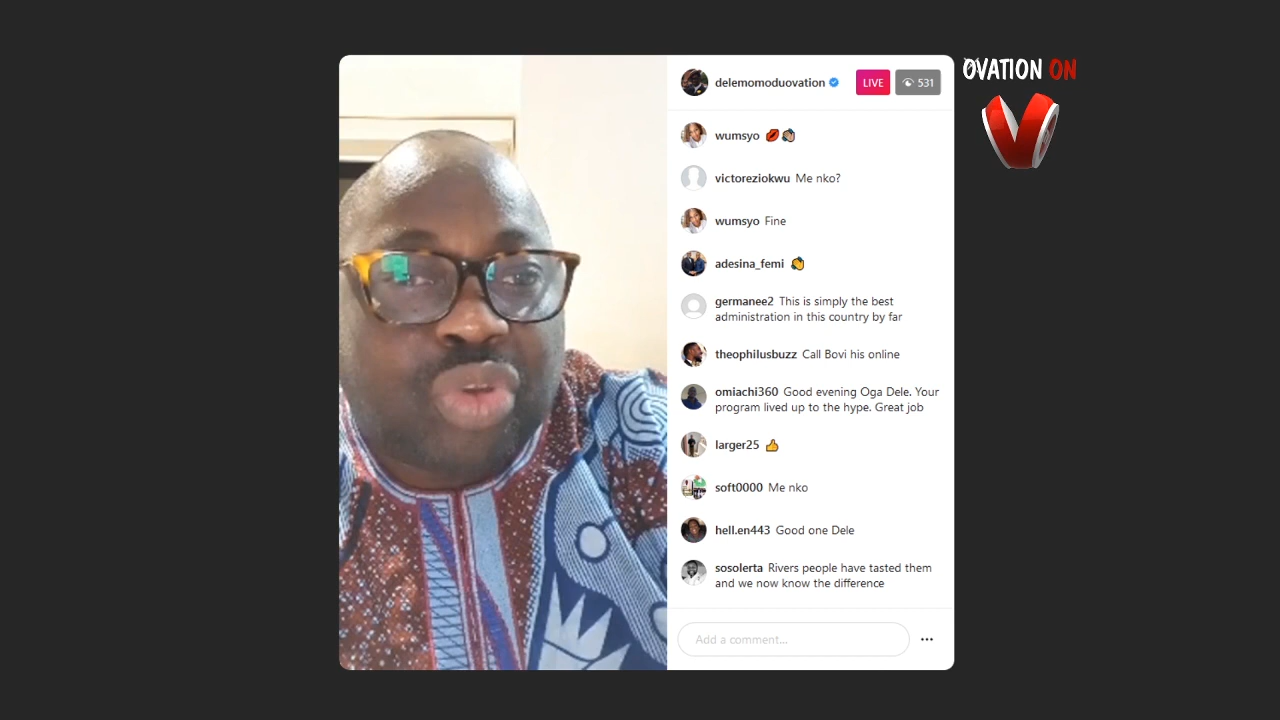 OVATION ON
V
delemomoduovation
LIVE
531
wumsyo
victoreziokwu Me nko?
wumsyo Fine
adesina_femi
germanee2 This is simply the best
administration in this country by far
theophilusbuzz Call Bovi his online
omiachi360 Good evening Oga Dele. Your
program lived up to the hype. Great job
larger25
soft0000 Me nko
hell.en443 Good one Dele
sosolerta Rivers people have tasted them
and we now know the difference
Add a comment...